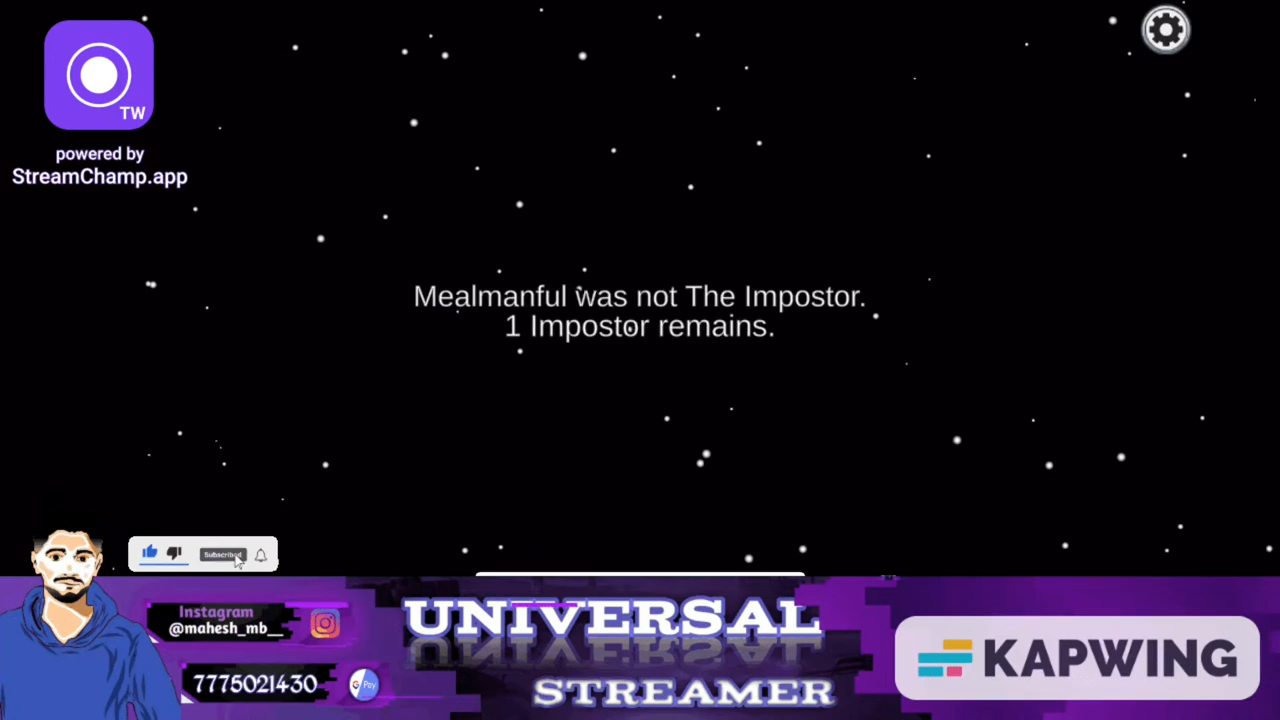 TW
powered by
StreamChamp.app
Mealmanful was not The Impostor.
1 Impostor remains.
Subscribed
Instagram
@mahesh_mb__
7775021430
G Pay
UNIVERSAL
STREAMER
KAPWING